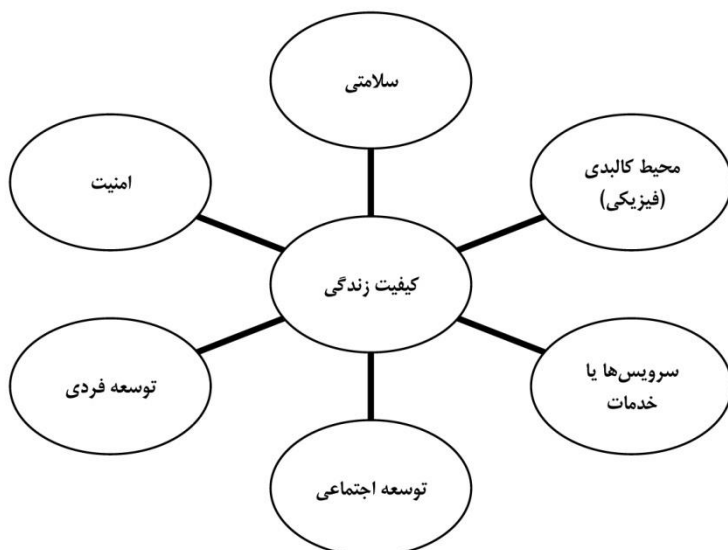 سلامتی
محیط کالبدی
(فیزیکی)
امنیت
کیفیت زندگی
سرویس‌ها یا
خدمات
توسعه فردی
توسعه اجتماعی